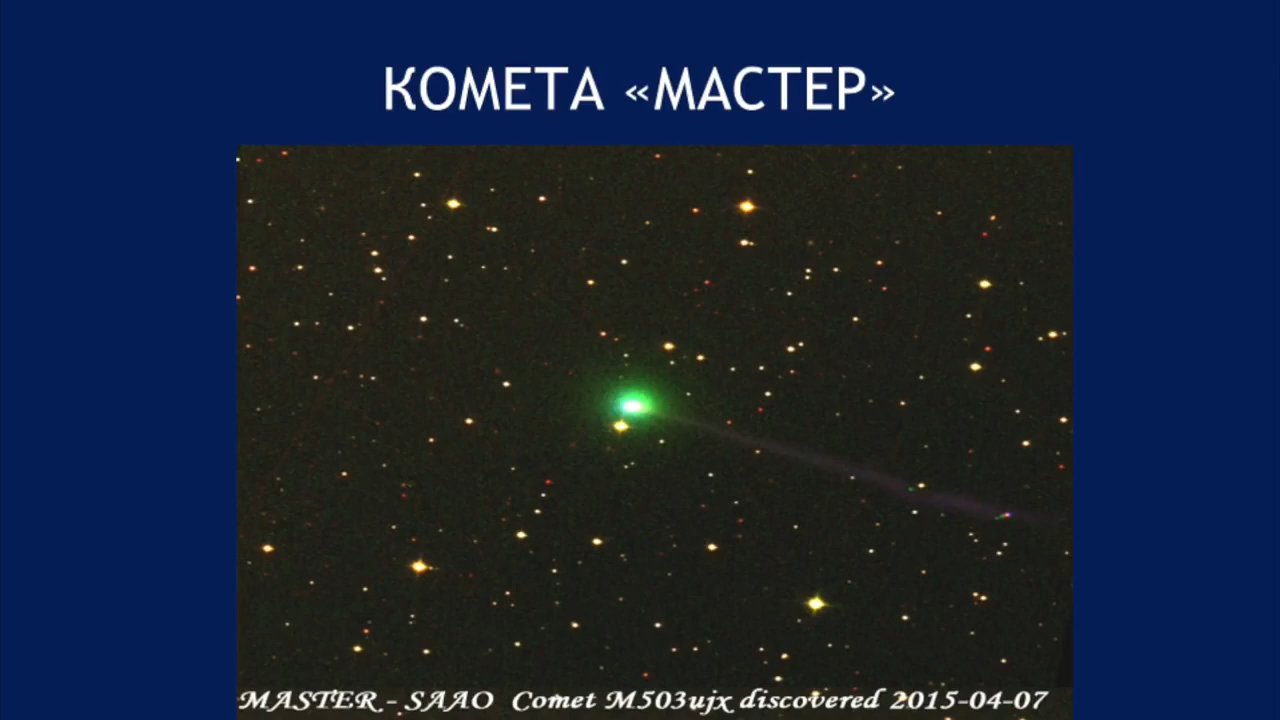 КОМЕТА «МАСТЕР»
MASTER - SAAO Comet M503ujx discovered 2015-04-07